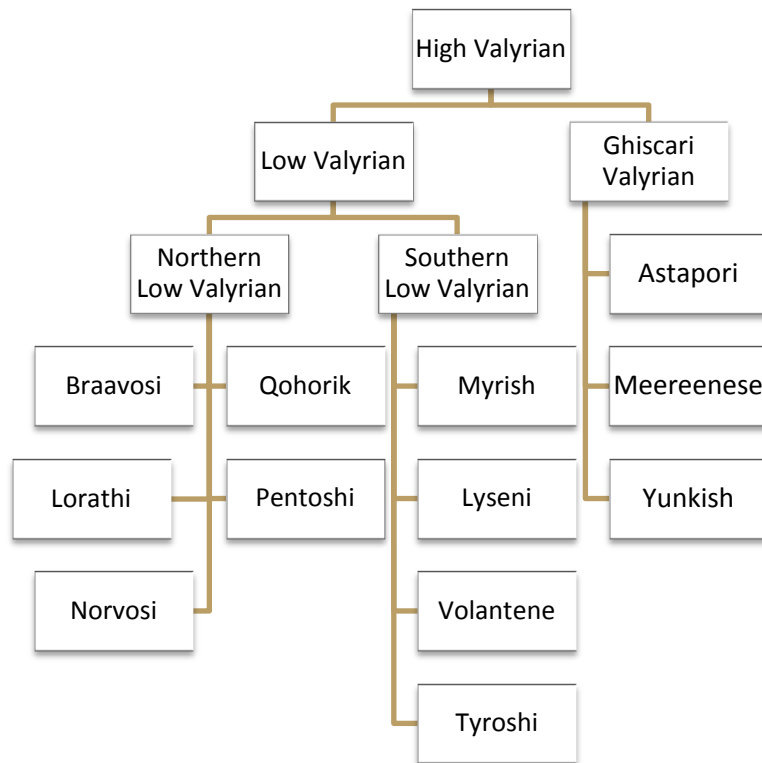 High Valyrian
Low Valyrian
Ghiscari
Valyrian
Northern
Low Valyrian
Southern
Low Valyrian
Astapori
Braavosi
Qohorik
Myrish
Meereenese
Lorathi
Pentoshi
Lyseni
Yunkish
Norvosi
Volantene
Tyroshi